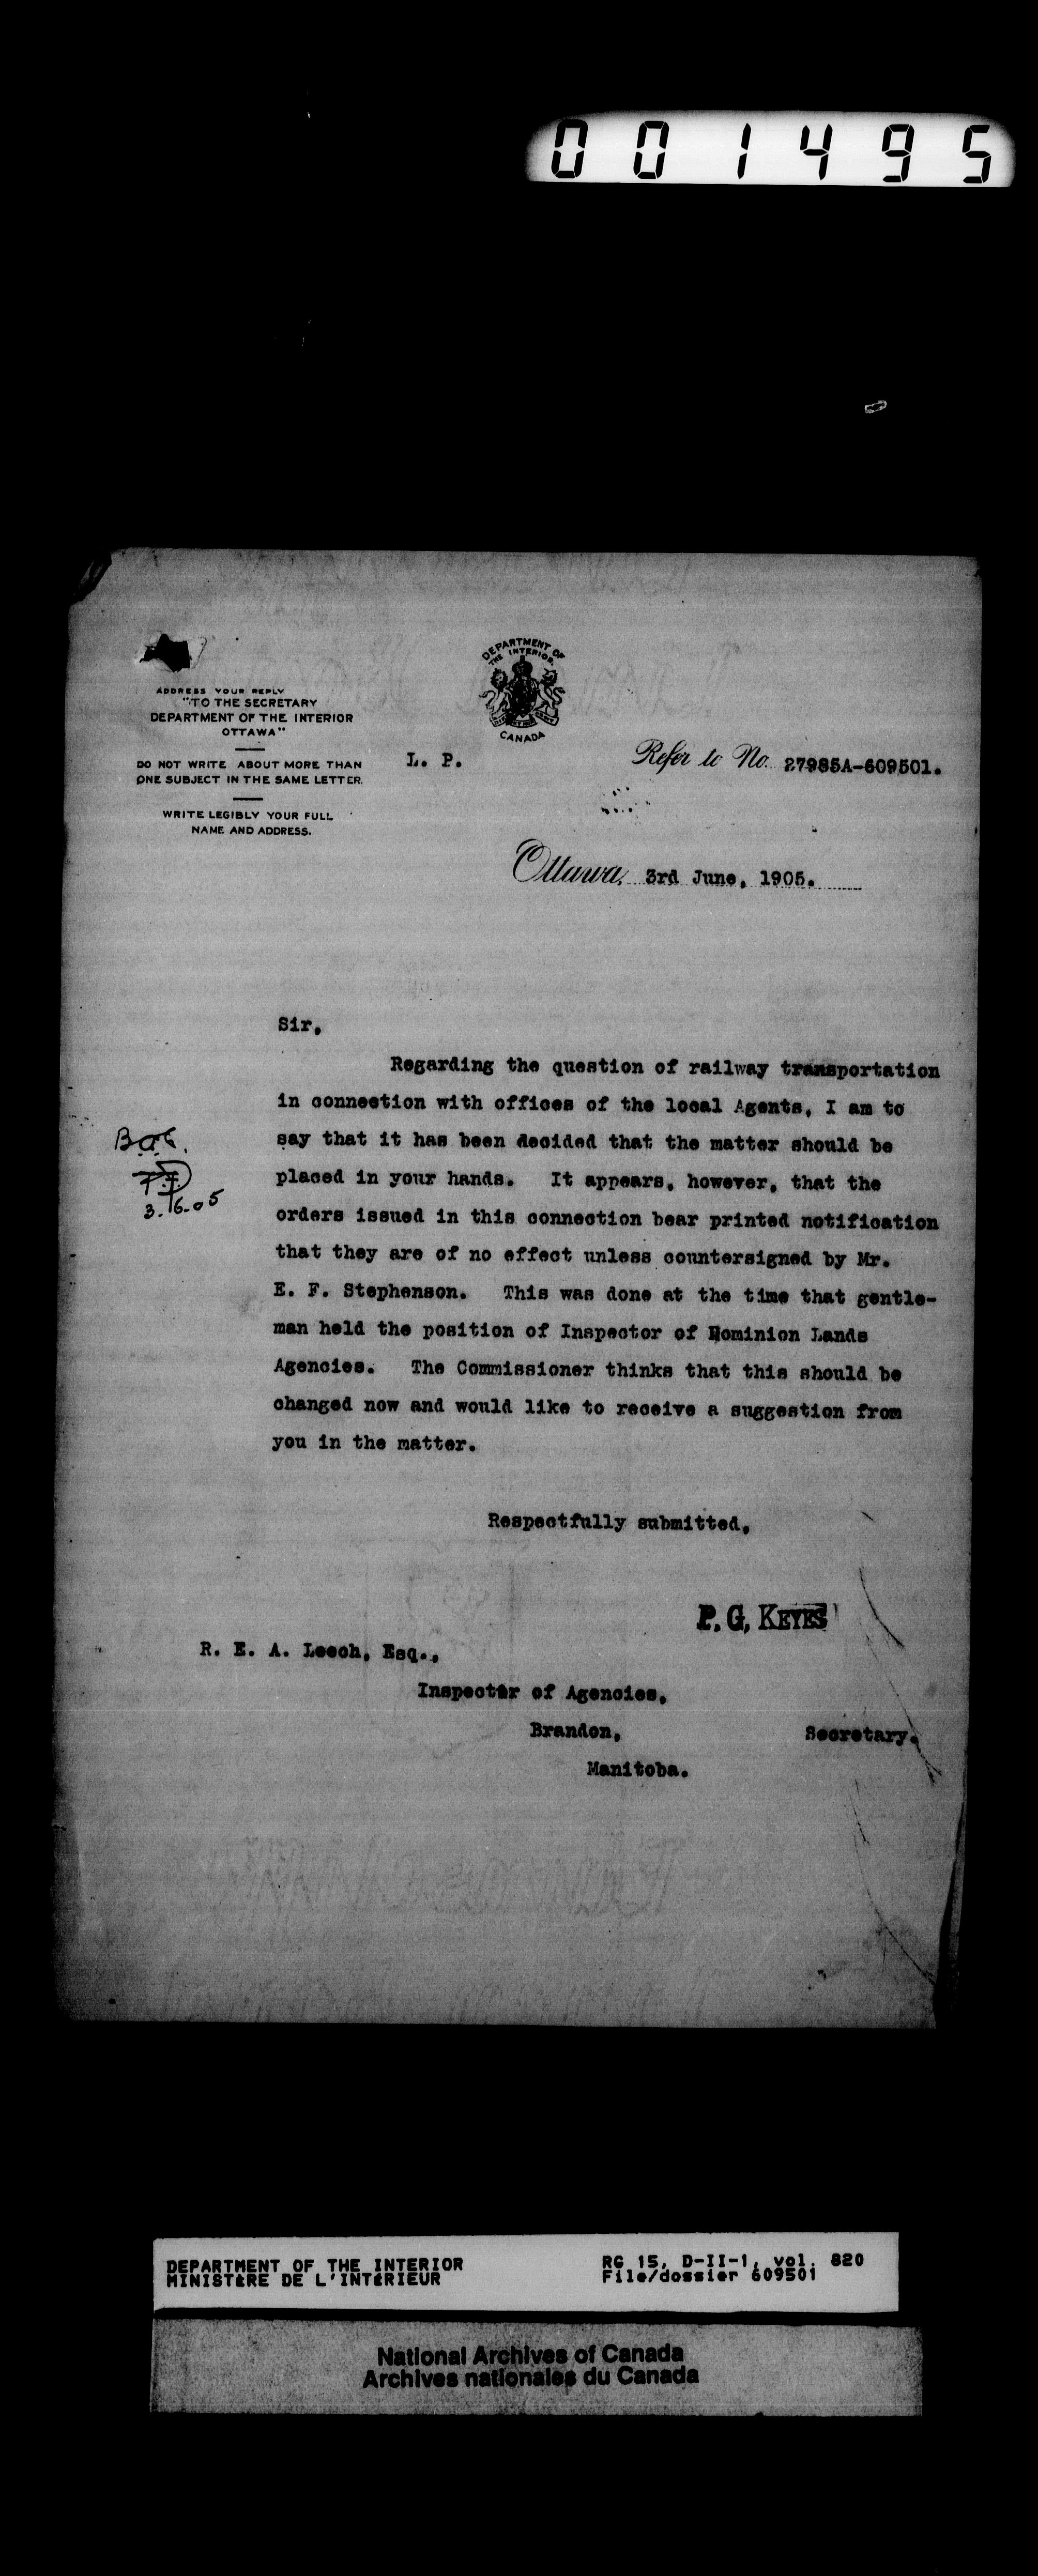 001495
ADDRESS YOUR REPLY
"TO THE SECRETARY
DEPARTMENT OF THE INTERIOR
OTTAWA"
DO NOT WRITE ABOUT MORE THAN
ONE SUBJECT IN THE SAME LETTER.
WRITE LEGIBLY YOUR FULL
NAME AND ADDRESS.
DEPARTMENT OF
THE INTERIOR.
CANADA
L. P.
Refer to No. 27985A-609501.
Ottawa, 3rd June, 1905.
Sir,
Regarding the question of railway transportation
in connection with offices of the local Agents, I am to
say that it has been decided that the matter should be
placed in your hands. It appears, however, that the
orders issued in this connection bear printed notification
that they are of no effect unless countersigned by Mr.
E. F. Stephenson. This was done at the time that gentle-
man held the position of Inspector of Dominion Lands
Agencies. The Commissioner thinks that this should be
changed now and would like to receive a suggestion from
you in the matter.
3.6.05
Respectfully submitted,
P. G. KEYES
R. E. A. Leech, Esq.,
Inspector of Agencies,
Brandon,
Secretary.
Manitoba.
DEPARTMENT OF THE INTERIOR
MINISTÈRE DE L'INTÉRIEUR
RG 15, D-II-1, vol. 820
File/dossier 609501
National Archives of Canada
Archives nationales du Canada